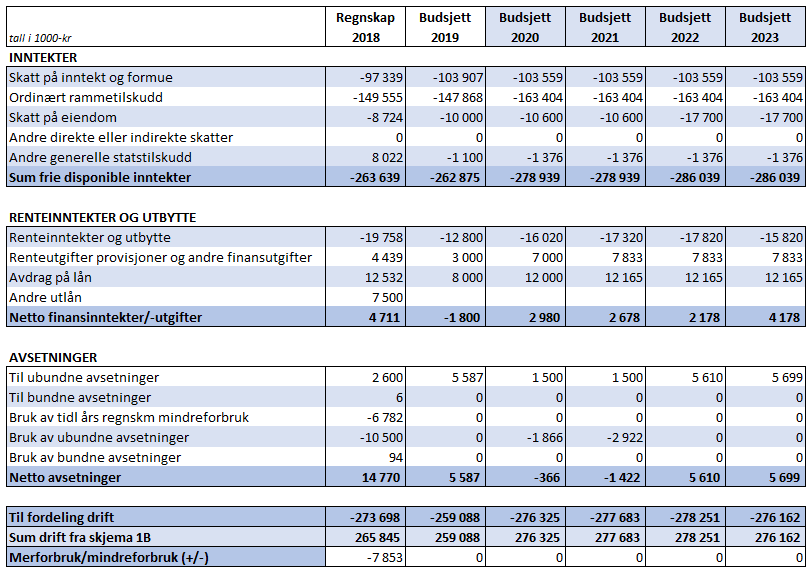 Regnskap Budsjett Budsjett Budsjett Budsjett Budsjett
tall i 1000-kr 2018 2019 2020 2021 2022 2023
INNTEKTER
Skatt på inntekt og formue -97 339 -103 907 -103 559 -103 559 -103 559 -103 559
Ordinært rammetilskudd -149 555 -147 868 -163 404 -163 404 -163 404 -163 404
Skatt på eiendom -8 724 -10 000 -10 600 -10 600 -17 700 -17 700
Andre direkte eller indirekte skatter 0 0 0 0 0 0
Andre generelle statstilskudd 8 022 -1 100 -1 376 -1 376 -1 376 -1 376
Sum frie disponible inntekter -263 639 -262 875 -278 939 -278 939 -286 039 -286 039
RENTEINNTEKTER OG UTBYTTE
Renteinntekter og utbytte -19 758 -12 800 -16 020 -17 320 -17 820 -15 820
Renteutgifter provisjoner og andre finansutgifter 4 439 3 000 7 000 7 833 7 833 7 833
Avdrag på lån 12 532 8 000 12 000 12 165 12 165 12 165
Andre utlån 7 500
Netto finansinntekter/-utgifter 4 711 -1 800 2 980 2 678 2 178 4 178
AVSETNINGER
Til ubundne avsetninger 2 600 5 587 1 500 1 500 5 610 5 699
Til bundne avsetninger 6 0 0 0 0 0
Bruk av tidl års regnskm mindreforbruk -6 782 0 0 0 0 0
Bruk av ubundne avsetninger -10 500 0 -1 866 -2 922 0 0
Bruk av bundne avsetninger 94 0 0 0 0 0
Netto avsetninger 14 770 5 587 -366 -1 422 5 610 5 699
Til fordeling drift -273 698 -259 088 -276 325 -277 683 -278 251 -276 162
Sum drift fra skjema 1B 265 845 259 088 276 325 277 683 278 251 276 162
Merforbruk/mindreforbruk (+/-) -7 853 0 0 0 0 0